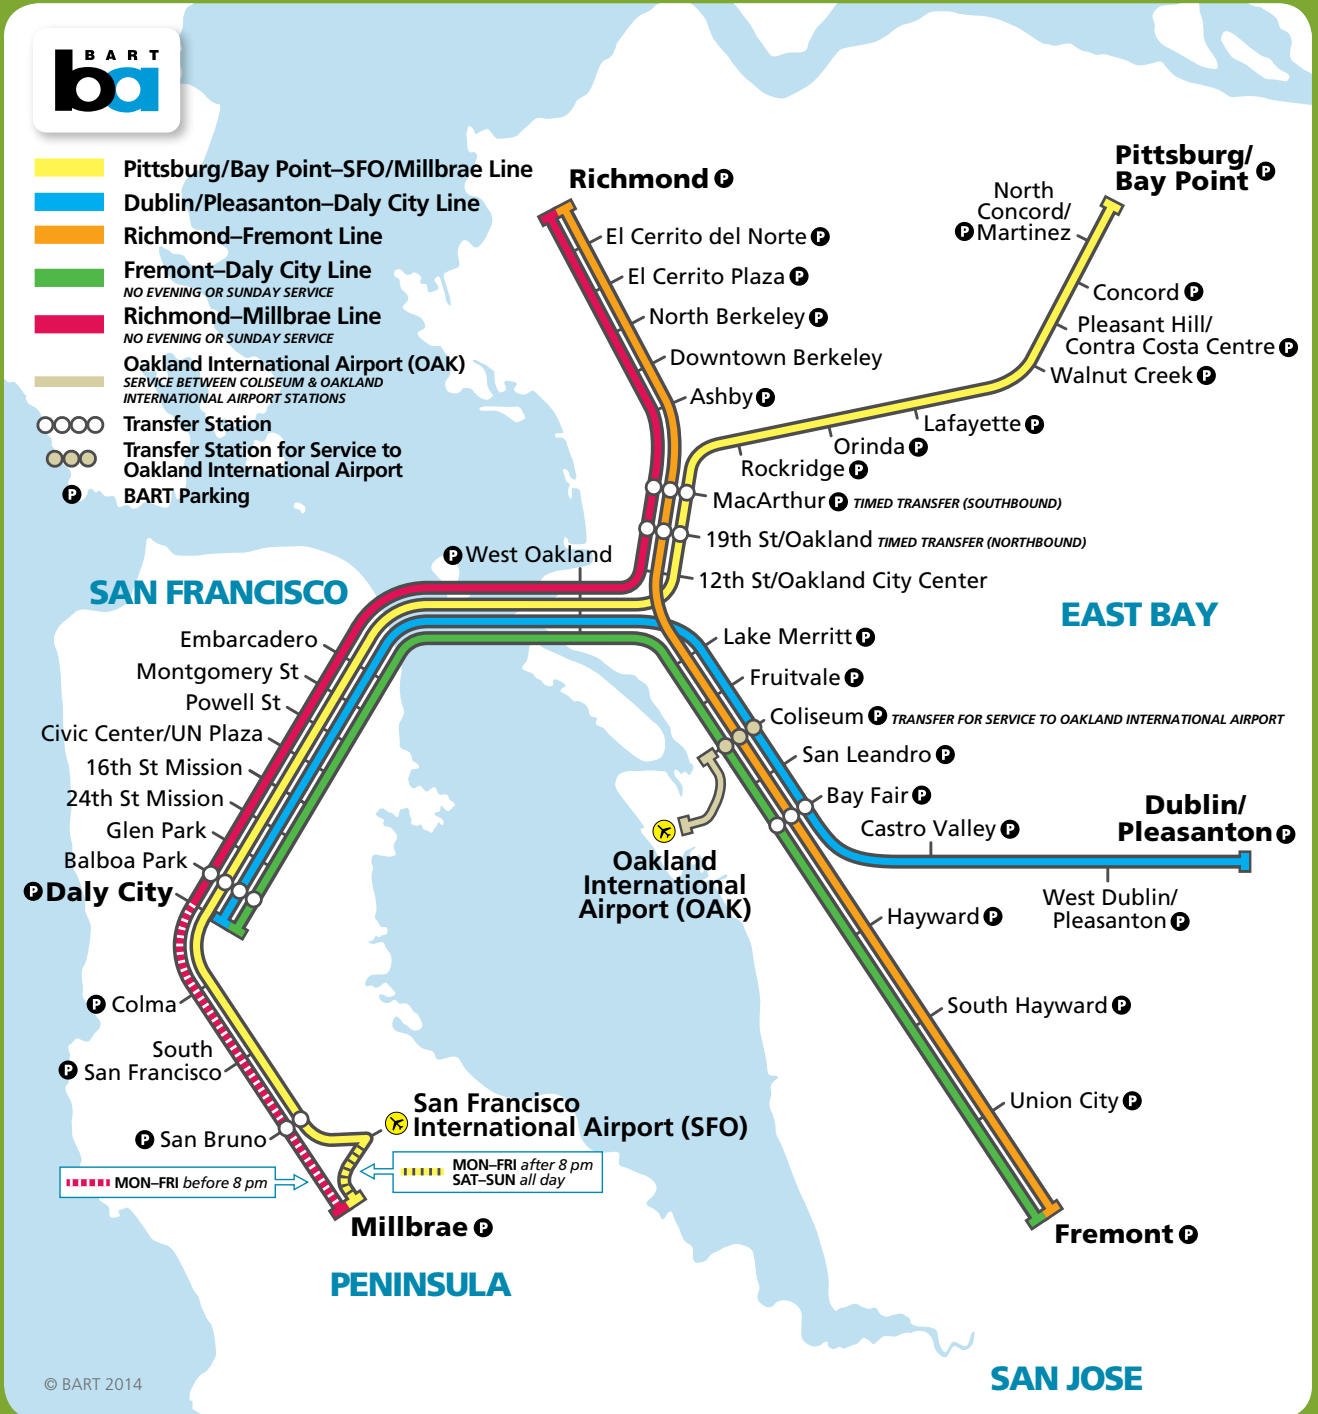 BART
ba
Pittsburg/Bay Point–SFO/Millbrae Line
Dublin/Pleasanton–Daly City Line
Richmond–Fremont Line
Fremont–Daly City Line
NO EVENING OR SUNDAY SERVICE
Richmond–Millbrae Line
NO EVENING OR SUNDAY SERVICE
Oakland International Airport (OAK)
SERVICE BETWEEN COLISEUM & OAKLAND
INTERNATIONAL AIRPORT STATIONS
Transfer Station
Transfer Station for Service to
Oakland International Airport
P BART Parking
Richmond P
El Cerrito del Norte P
El Cerrito Plaza P
North Berkeley P
Downtown Berkeley
Ashby P
Pittsburg/
Bay Point P
North
Concord/
P Martinez
Concord P
Pleasant Hill/
Contra Costa Centre P
Walnut Creek P
Lafayette P
Orinda P
Rockridge P
MacArthur P TIMED TRANSFER (SOUTHBOUND)
19th St/Oakland TIMED TRANSFER (NORTHBOUND)
12th St/Oakland City Center
P West Oakland
SAN FRANCISCO
EAST BAY
Embarcadero
Montgomery St
Powell St
Civic Center/UN Plaza
16th St Mission
24th St Mission
Glen Park
Balboa Park
P Daly City
Lake Merritt P
Fruitvale P
Coliseum P TRANSFER FOR SERVICE TO OAKLAND INTERNATIONAL AIRPORT
San Leandro P
Bay Fair P
Castro Valley P
Dublin/
Pleasanton P
West Dublin/
Pleasanton P
Oakland
International
Airport (OAK)
Hayward P
South Hayward P
Union City P
Fremont P
P Colma
South
P San Francisco
P San Bruno
San Francisco
International Airport (SFO)
MON–FRI before 8 pm
MON–FRI after 8 pm
SAT–SUN all day
Millbrae P
PENINSULA
SAN JOSE
© BART 2014